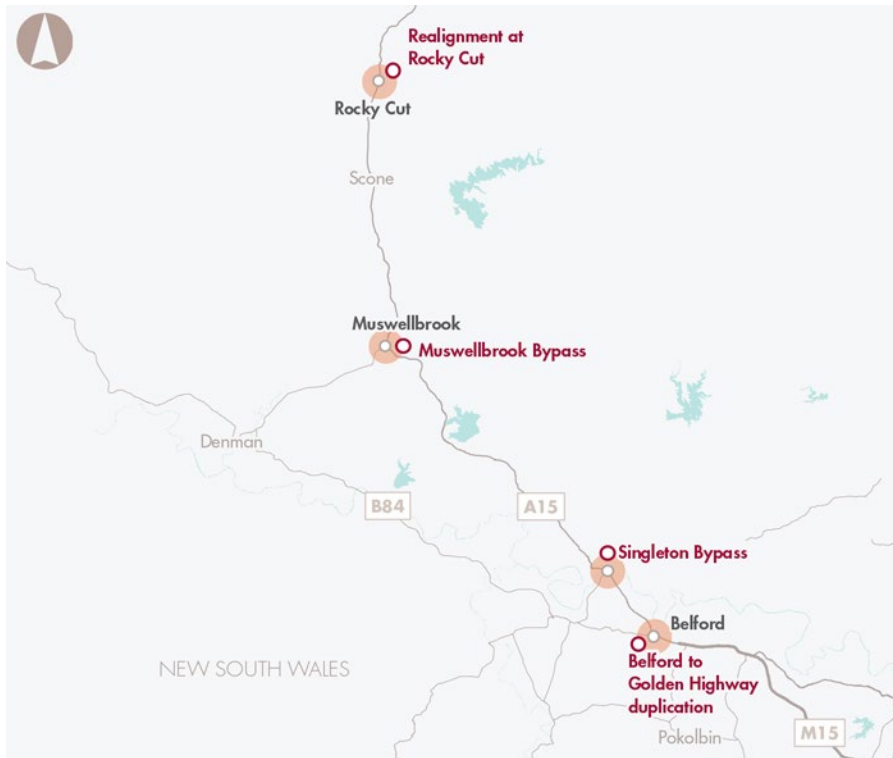 Realignment at
Rocky Cut
Rocky Cut
Scone
Muswellbrook
Muswellbrook Bypass
Denman
B84
A15
Singleton Bypass
Belford
Belford to
Golden Highway
duplication
NEW SOUTH WALES
Pokolbin
M15